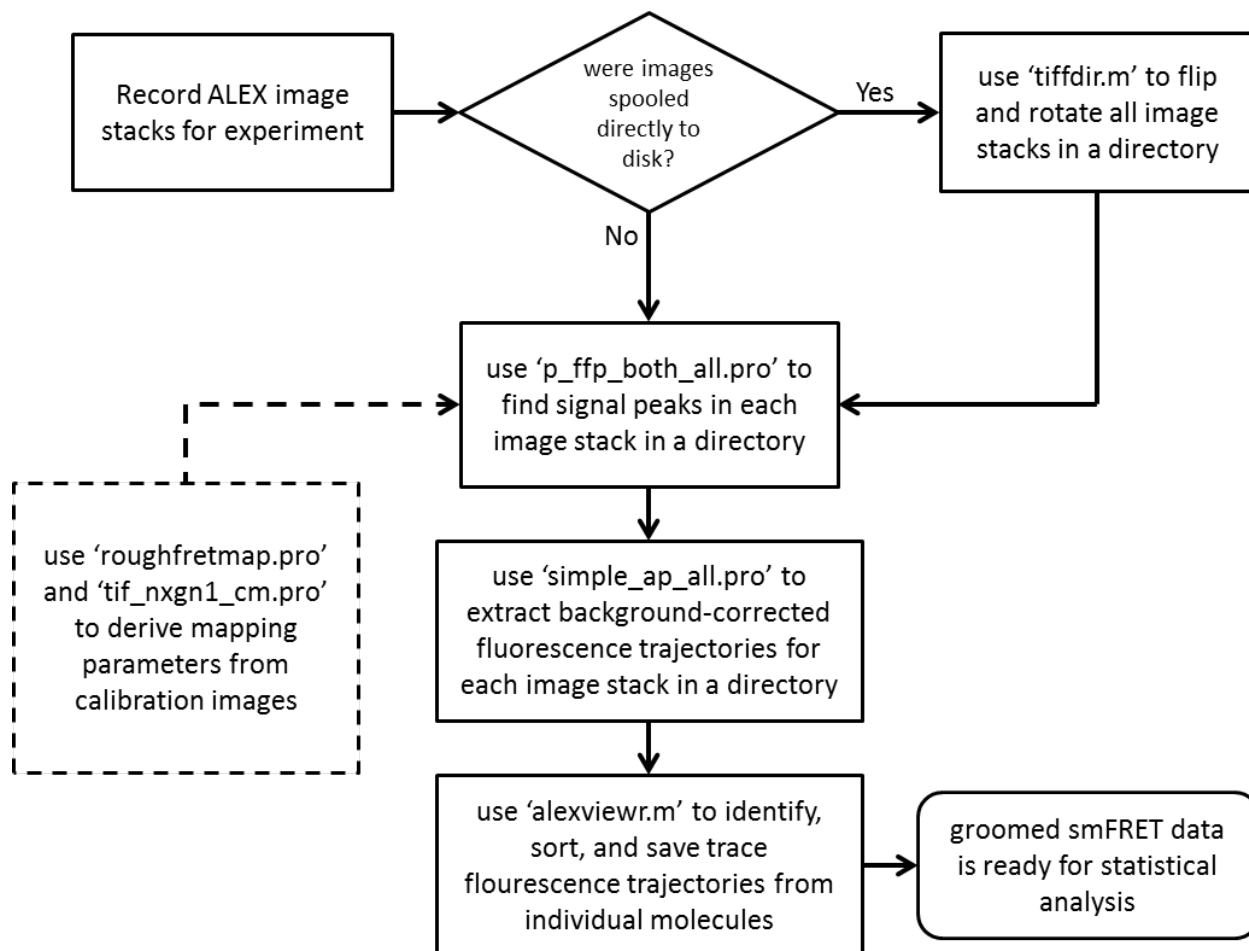 Record ALEX image
stacks for experiment
were images
spooled
directly to
disk?
Yes
use ‘tiffdir.m’ to flip
and rotate all image
stacks in a directory
No
use ‘p_ffp_both_all.pro’ to
find signal peaks in each
image stack in a directory
use ‘roughfretmap.pro’
and ‘tif_nxgn1_cm.pro’
to derive mapping
parameters from
calibration images
use ‘simple_ap_all.pro’ to
extract background-corrected
fluorescence trajectories for
each image stack in a directory
use ‘alexviewr.m’ to identify,
sort, and save trace
flourescence trajectories from
individual molecules
groomed smFRET data
is ready for statistical
analysis